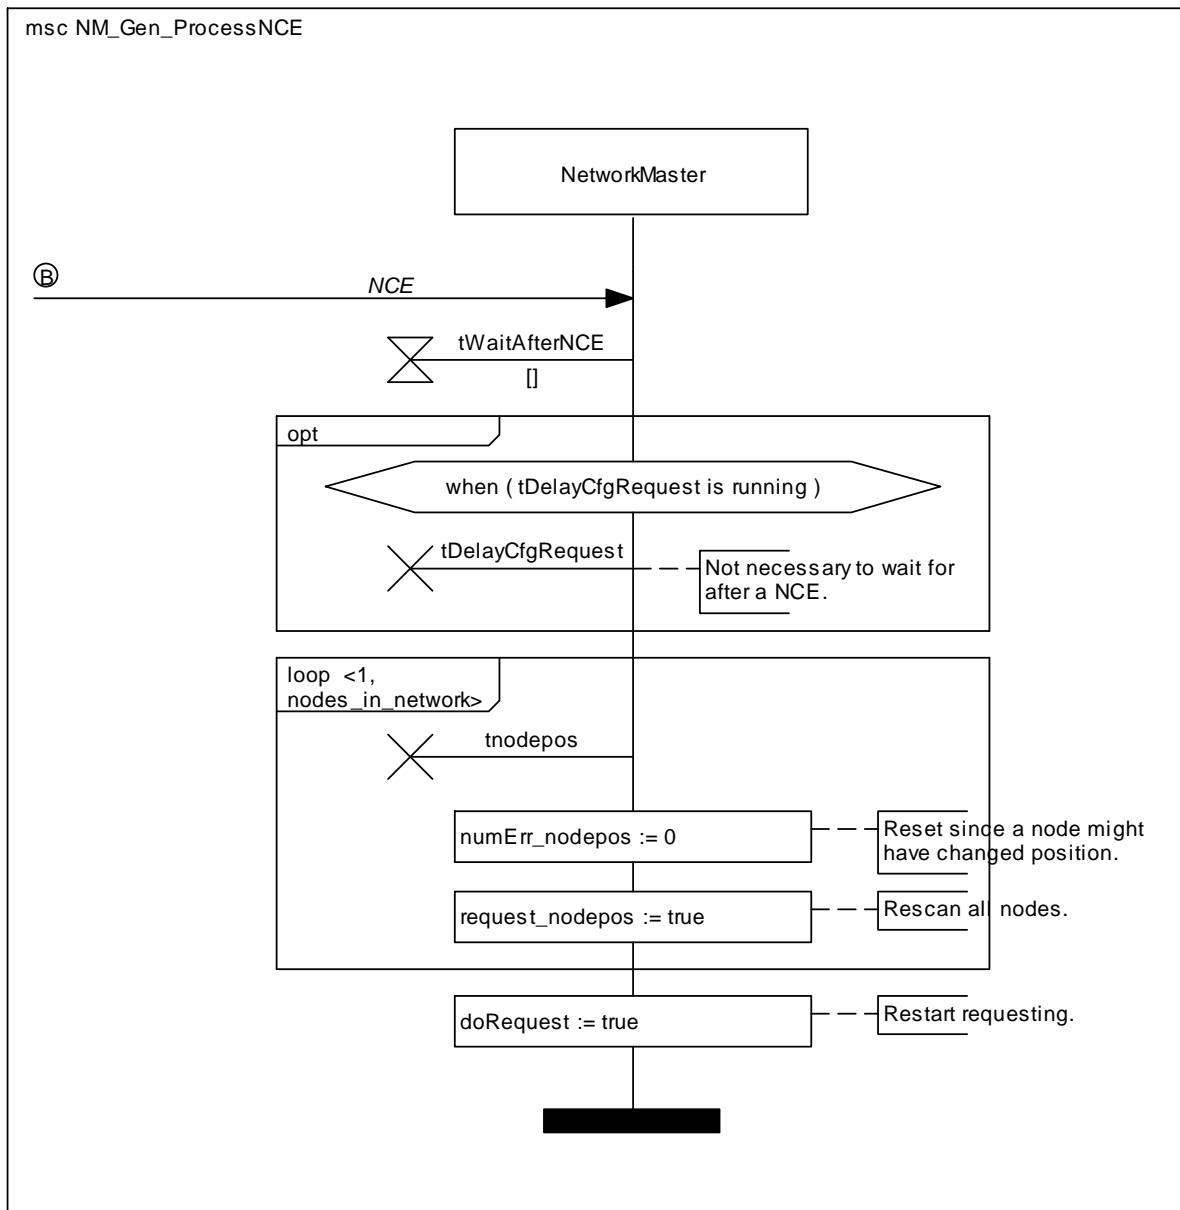 msc NM_Gen_ProcessNCE
NetworkMaster
B
NCE
tWaitAfterNCE
[]
opt
when ( tDelayCfgRequest is running )
tDelayCfgRequest
Not necessary to wait for
after a NCE.
loop <1,
nodes_in_network>
tnodepos
numErr_nodepos := 0
Reset since a node might
have changed position.
request_nodepos := true
Rescan all nodes.
doRequest := true
Restart requesting.